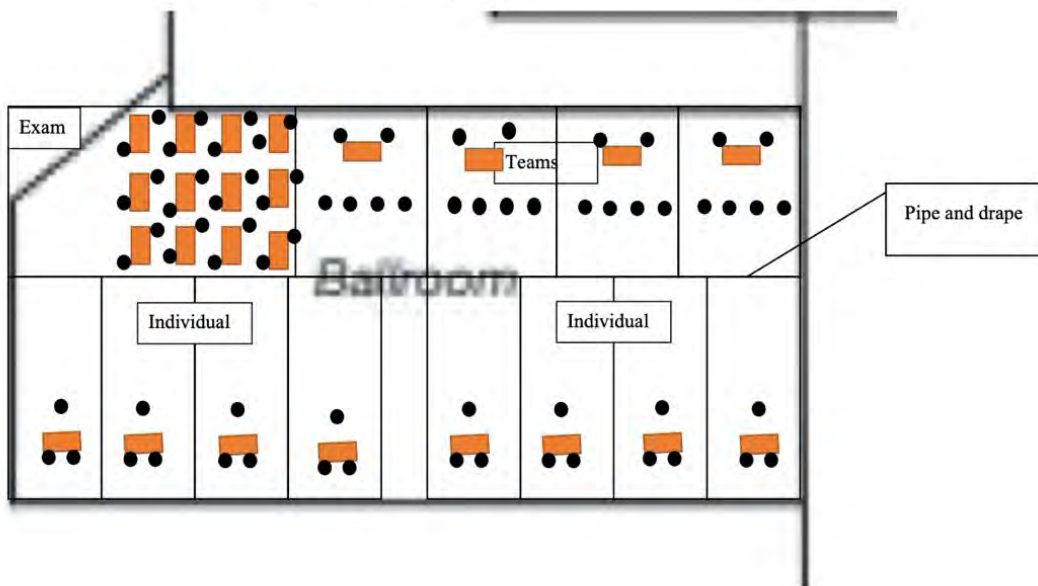 Exam
Teams
Pipe and drape
Ballroom
Individual
Individual